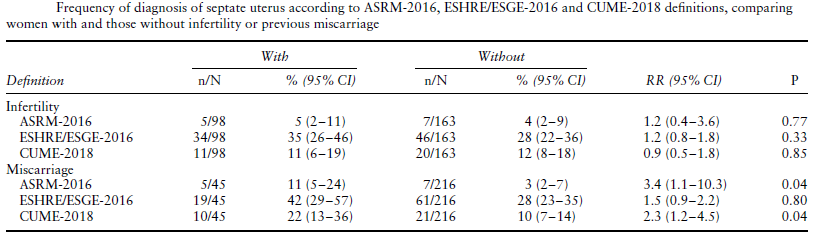 Frequency of diagnosis of septate uterus according to ASRM-2016, ESHRE/ESGE-2016 and CUME-2018 definitions, comparing
women with and those without infertility or previous miscarriage
With Without
Definition n/N % (95% CI) n/N % (95% CI) RR (95% CI) P
Infertility
ASRM-2016 5/98 5 (2–11) 7/163 4 (2–9) 1.2 (0.4–3.6) 0.77
ESHRE/ESGE-2016 34/98 35 (26–46) 46/163 28 (22–36) 1.2 (0.8–1.8) 0.33
CUME-2018 11/98 11 (6–19) 20/163 12 (8–18) 0.9 (0.5–1.8) 0.85
Miscarriage
ASRM-2016 5/45 11 (5–24) 7/216 3 (2–7) 3.4 (1.1–10.3) 0.04
ESHRE/ESGE-2016 19/45 42 (29–57) 61/216 28 (23–35) 1.5 (0.9–2.2) 0.80
CUME-2018 10/45 22 (13–36) 21/216 10 (7–14) 2.3 (1.2–4.5) 0.04